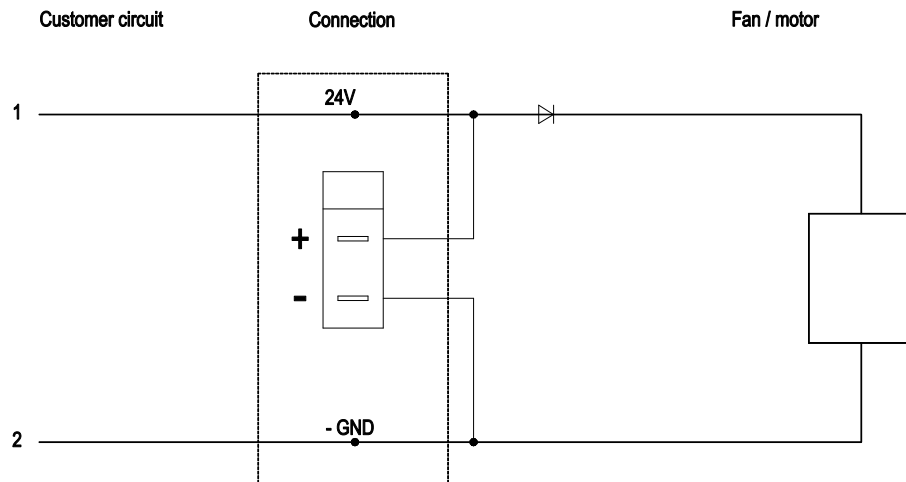 Customer circuit Connection Fan / motor
1 24V
+
-
2 - GND